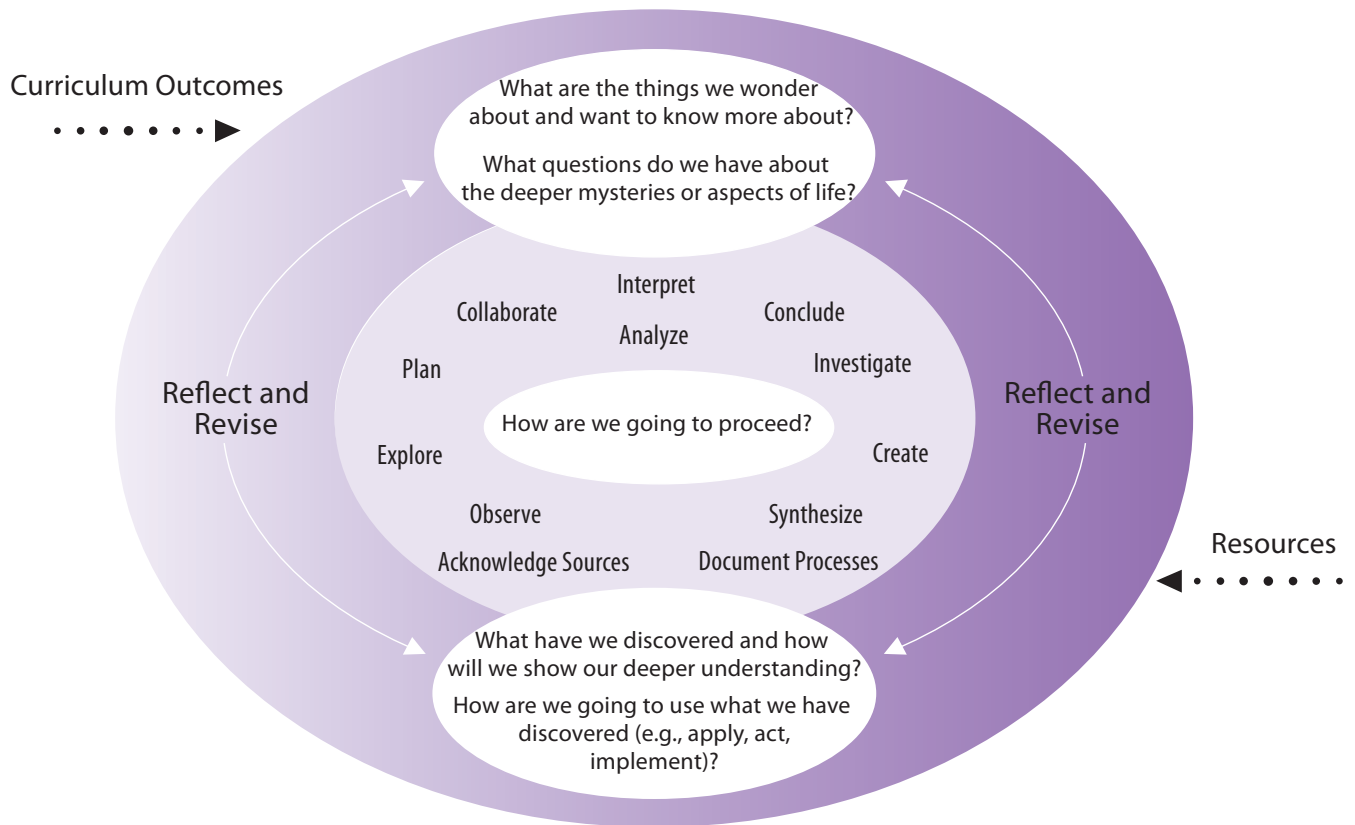 Curriculum Outcomes
What are the things we wonder
about and want to know more about?
What questions do we have about
the deeper mysteries or aspects of life?
Interpret
Collaborate
Conclude
Analyze
Plan
Investigate
Reflect and
Revise
How are we going to proceed?
Reflect and
Revise
Explore
Create
Observe
Synthesize
Acknowledge Sources
Document Processes
Resources
What have we discovered and how
will we show our deeper understanding?
How are we going to use what we have
discovered (e.g., apply, act,
implement)?